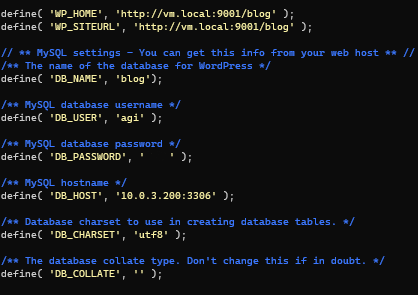 define( 'WP_HOME', 'http://vm.local:9001/blog' );
define( 'WP_SITEURL', 'http://vm.local:9001/blog' );
// ** MySQL settings - You can get this info from your web host ** //
/** The name of the database for WordPress */
define( 'DB_NAME', 'blog');
/** MySQL database username */
define( 'DB_USER', 'agi' );
/** MySQL database password */
define( 'DB_PASSWORD', '    ' );
/** MySQL hostname */
define( 'DB_HOST', '10.0.3.200:3306' );
/** Database charset to use in creating database tables. */
define( 'DB_CHARSET', 'utf8' );
/** The database collate type. Don't change this if in doubt. */
define( 'DB_COLLATE', '' );